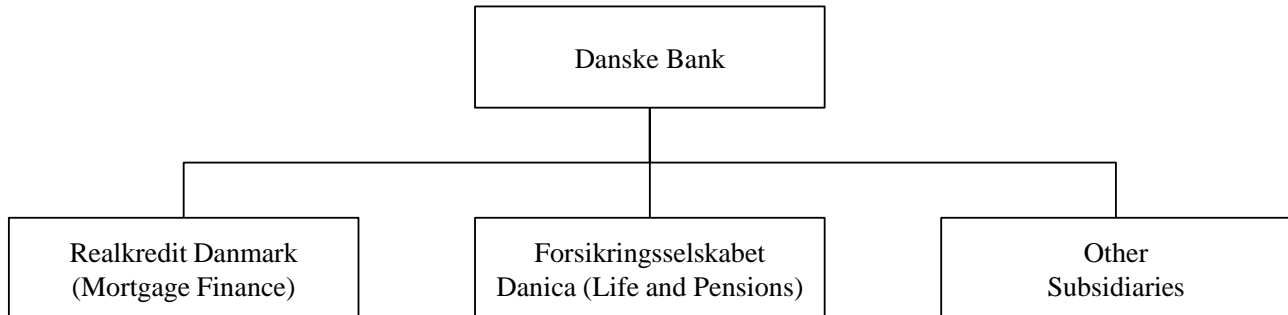 Danske Bank
Realkredit Danmark
(Mortgage Finance)
Forsikringsselskabet
Danica (Life and Pensions)
Other
Subsidiaries